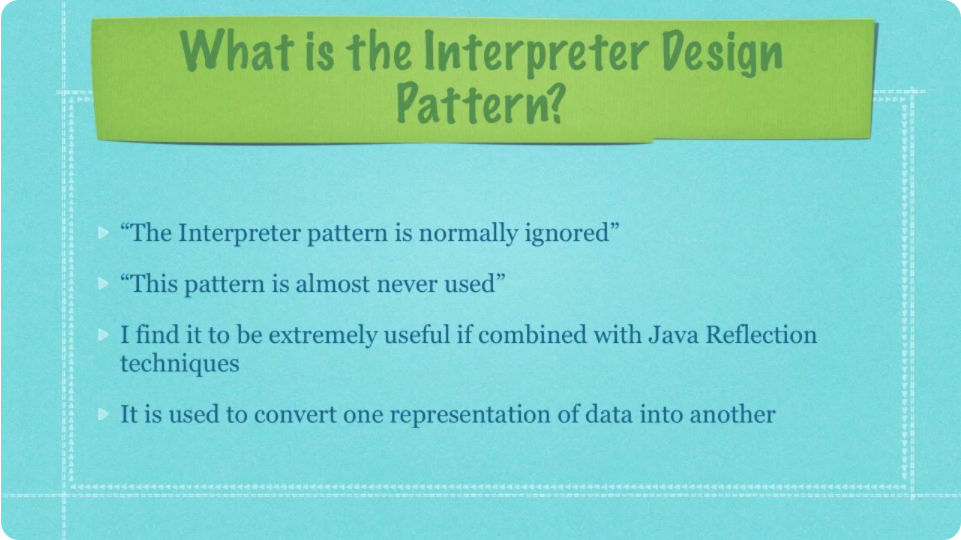 What is the Interpreter Design
Pattern?
“The Interpreter pattern is normally ignored”
“This pattern is almost never used”
I find it to be extremely useful if combined with Java Reflection
techniques
It is used to convert one representation of data into another